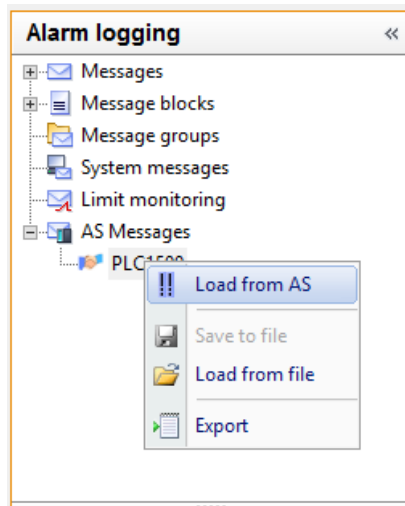 Alarm logging «
Messages
Message blocks
Message groups
System messages
Limit monitoring
AS Messages
PLC1500
Load from AS
Save to file
Load from file
Export